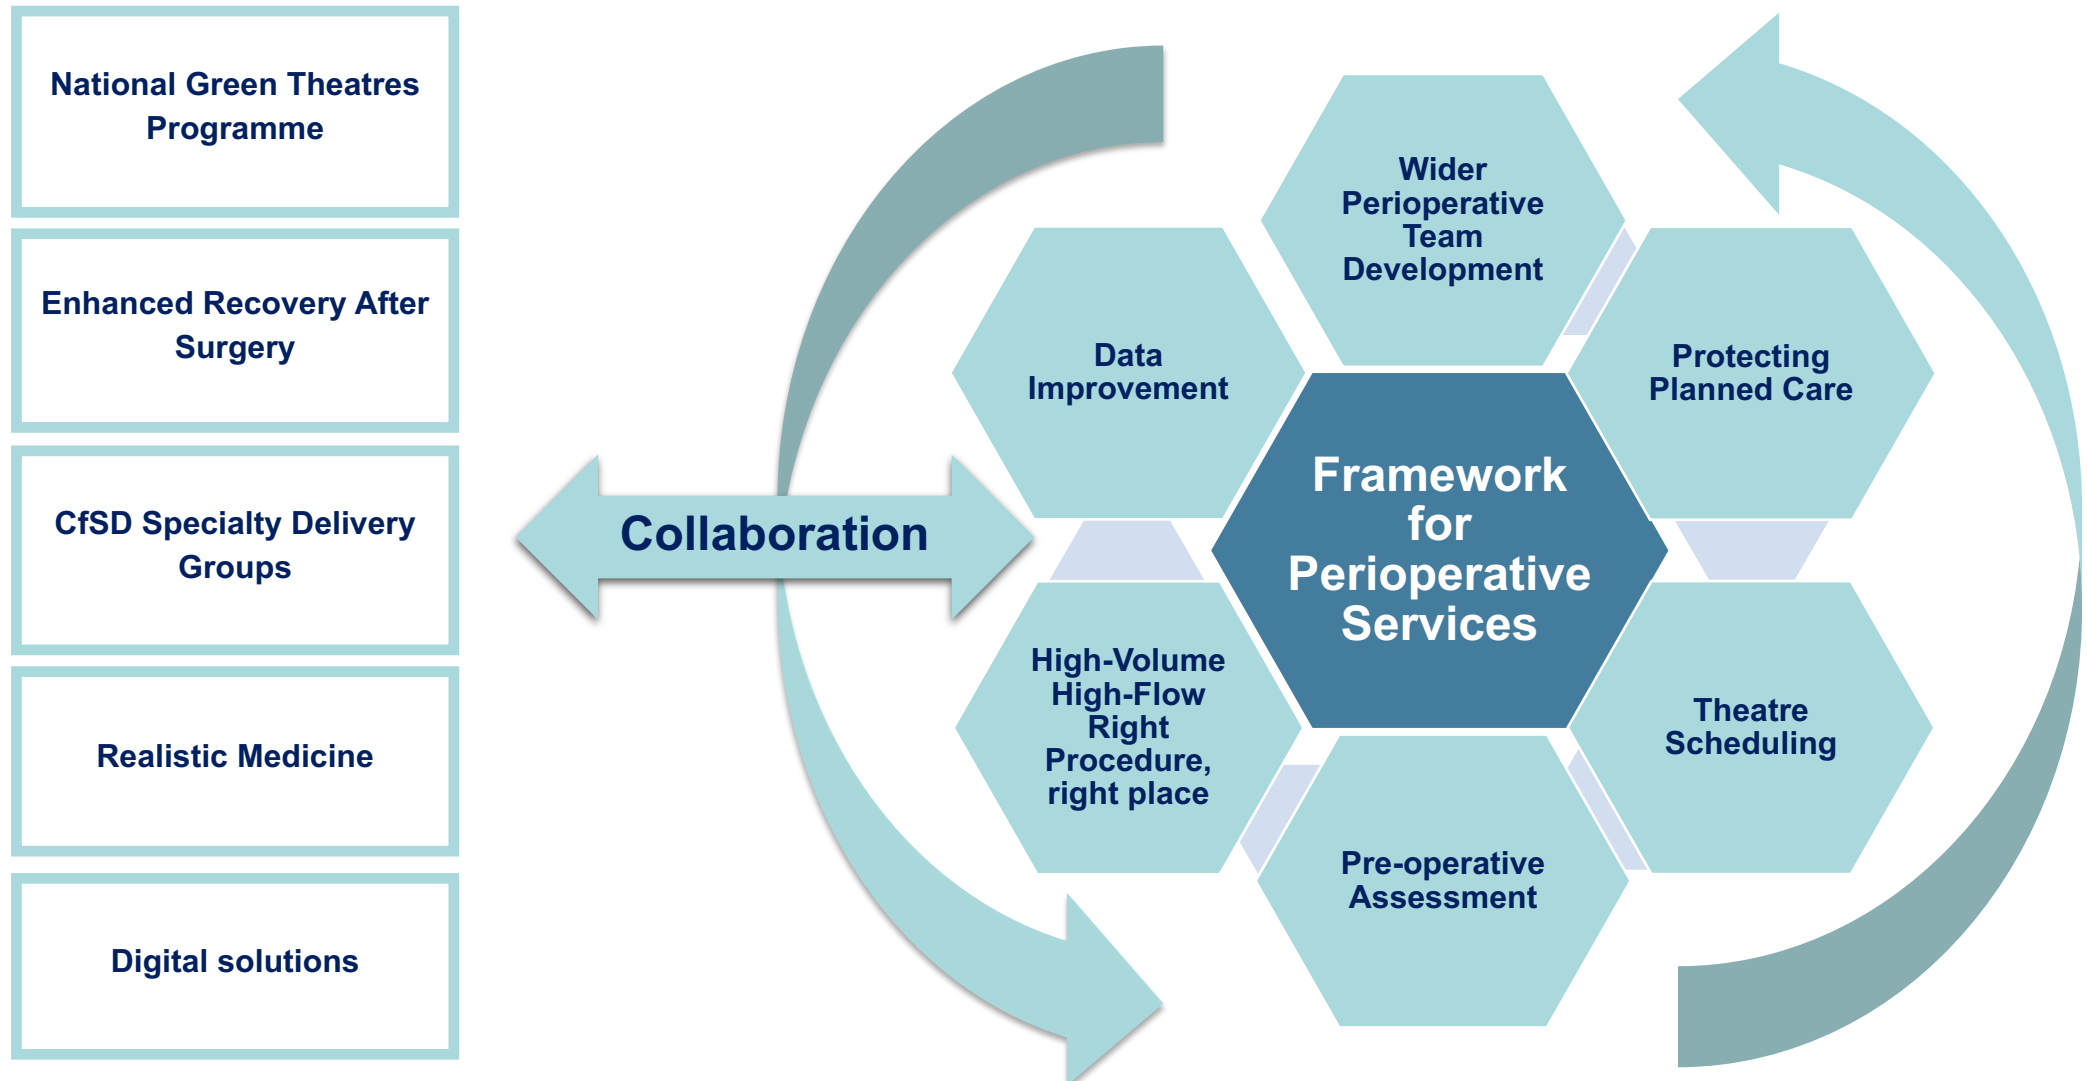 National Green Theatres
Programme
Enhanced Recovery After
Surgery
CfSD Specialty Delivery
Groups
Realistic Medicine
Digital solutions
Collaboration
Wider
Perioperative
Team
Development
Protecting
Planned Care
Theatre
Scheduling
Pre-operative
Assessment
High-Volume
High-Flow
Right
Procedure,
right place
Data
Improvement
Framework
for
Perioperative
Services